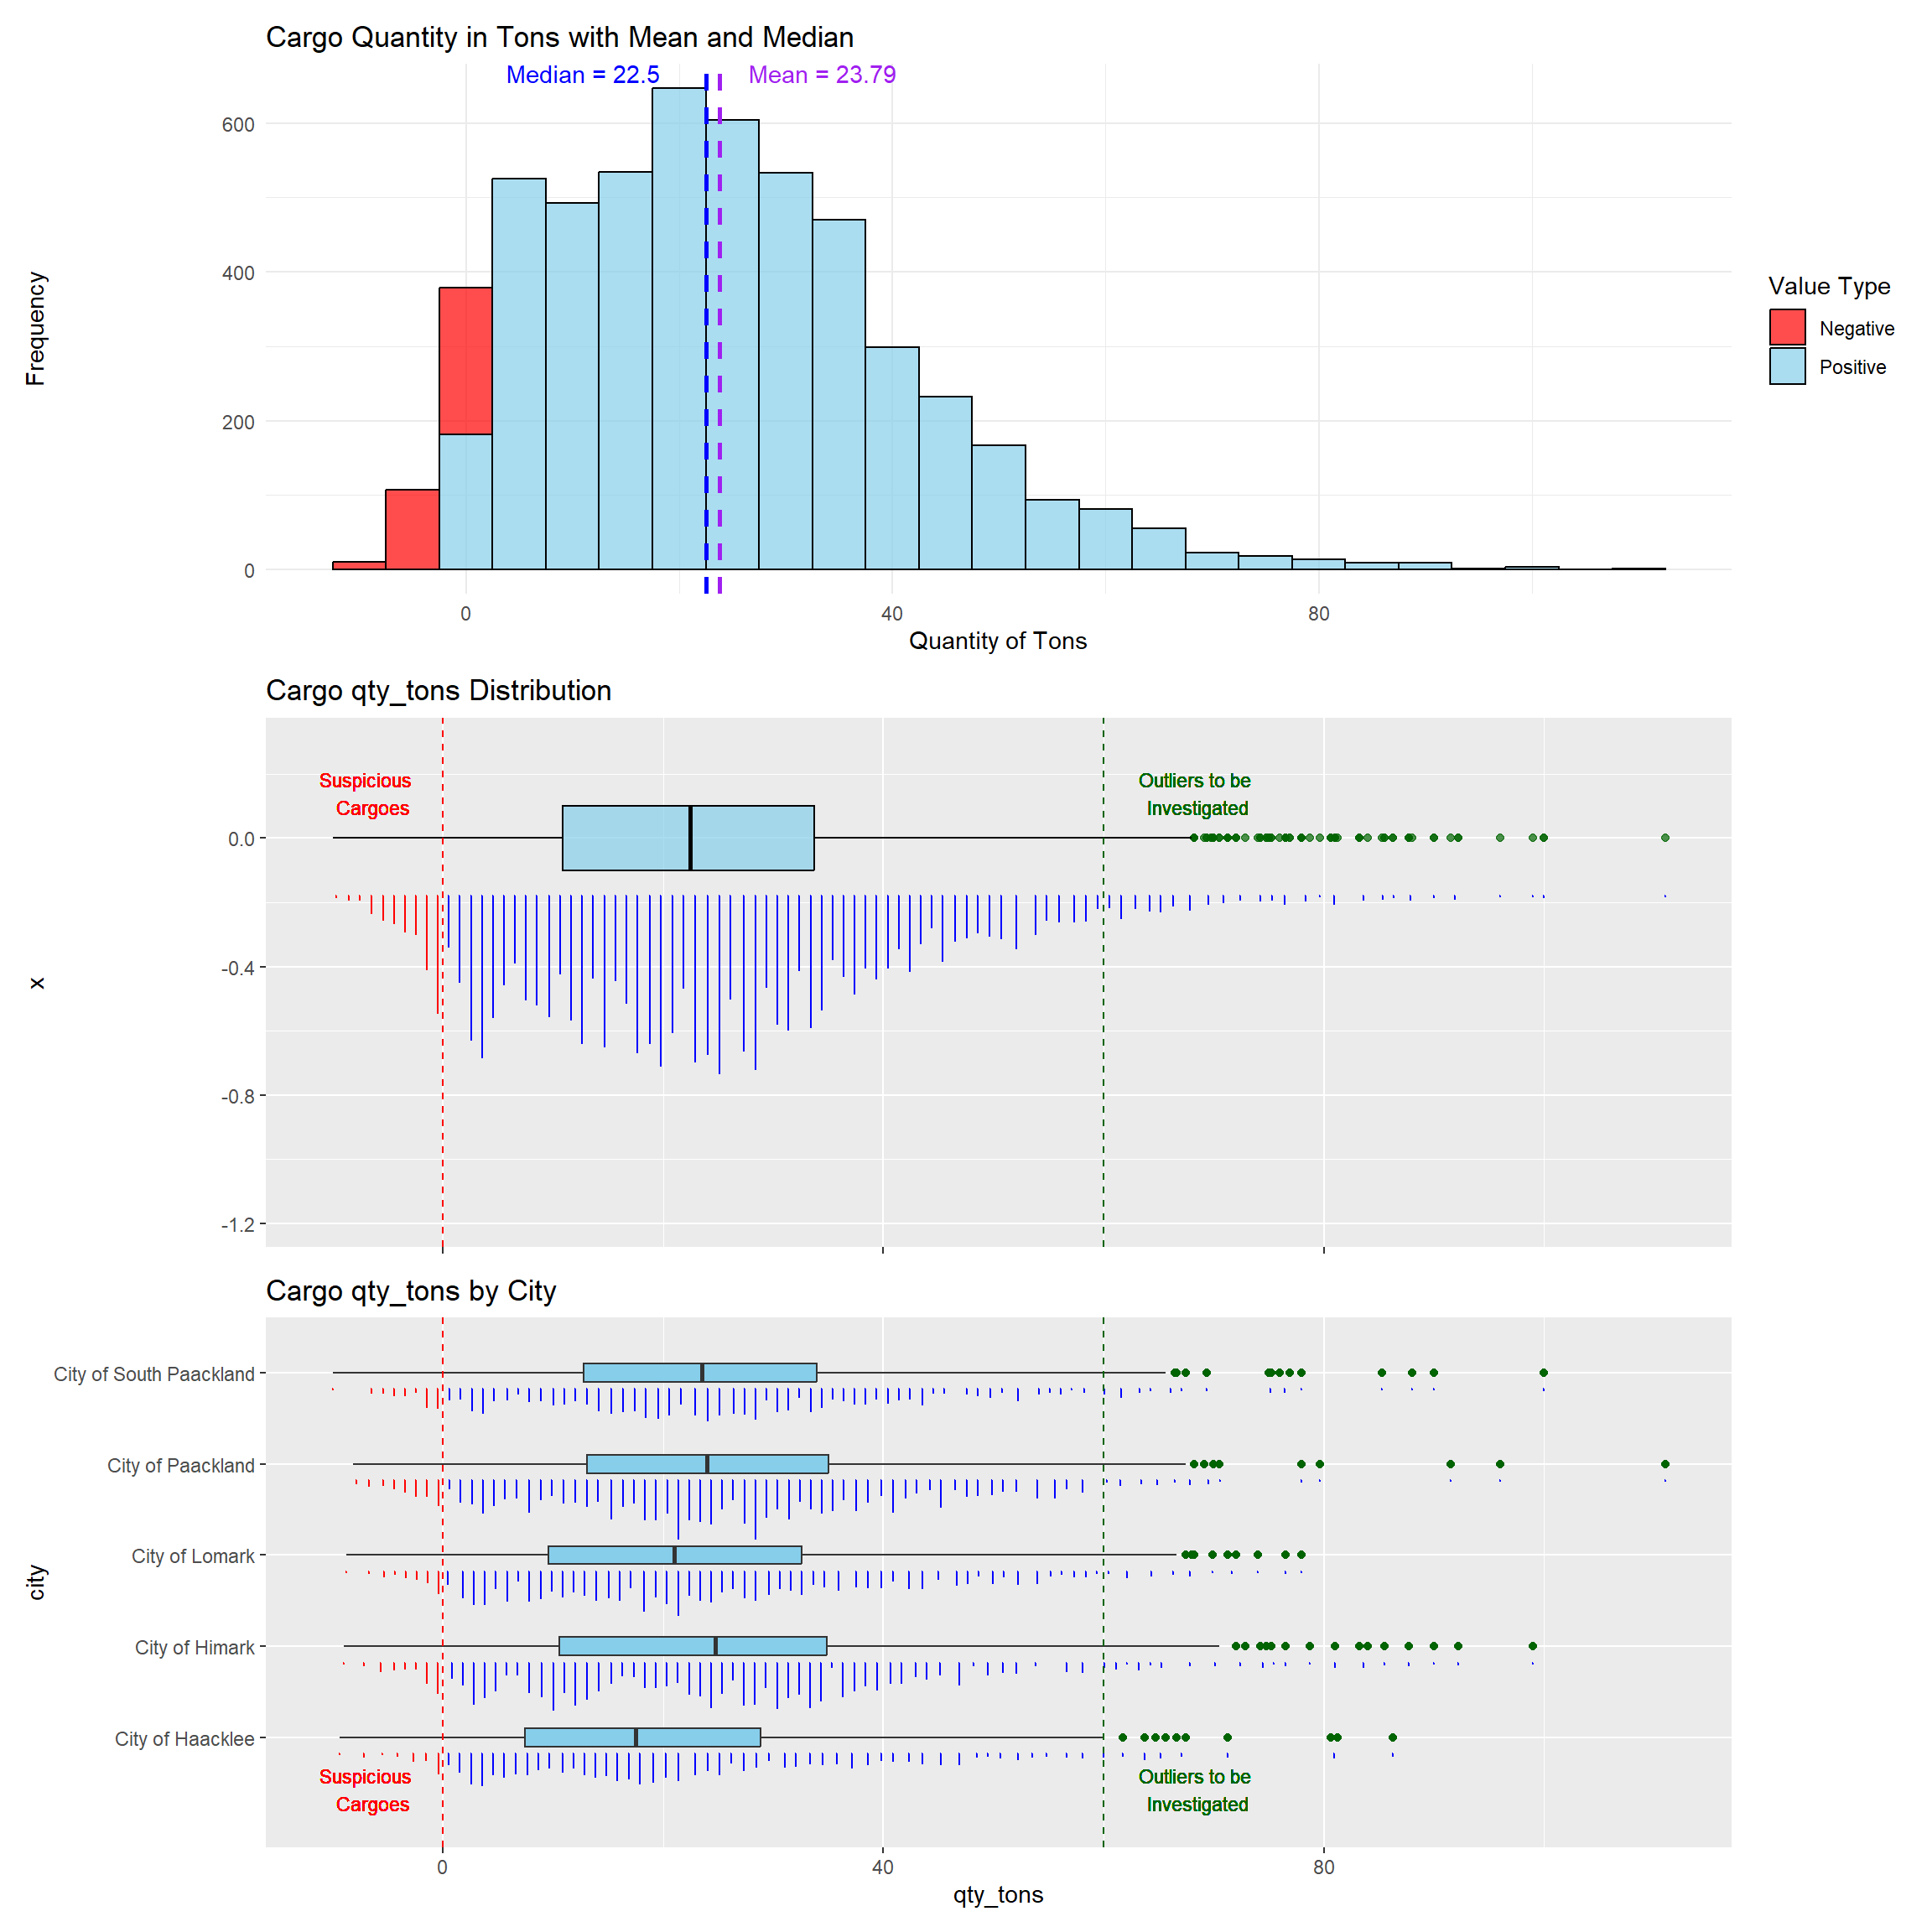 Cargo Quantity in Tons with Mean and Median
Median = 22.5
Mean = 23.79
600
400
200
0
Frequency
0
40
80
Quantity of Tons
Value Type
Negative
Positive
Cargo qty_tons Distribution
Suspicious
Cargoes
Outliers to be
Investigated
0.0
-0.4
-0.8
-1.2
x
Cargo qty_tons by City
City of South Paackland
City of Paackland
City of Lomark
City of Himark
City of Haacklee
city
Suspicious
Cargoes
Outliers to be
Investigated
0
40
80
qty_tons